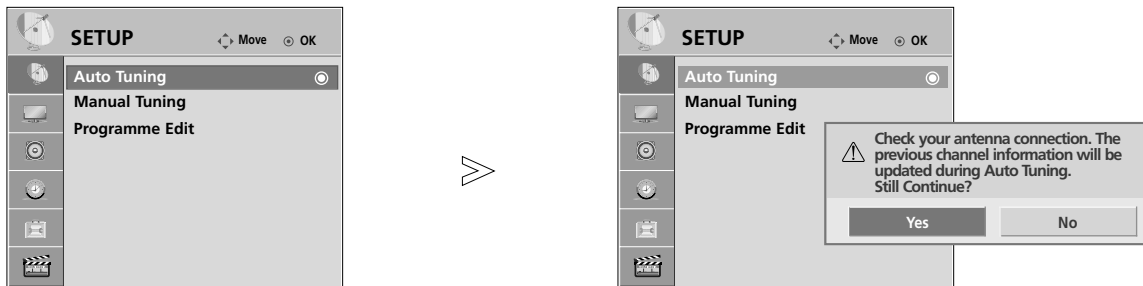 SETUP
Move
OK
Auto Tuning
Manual Tuning
Programme Edit
SETUP
Move
OK
Auto Tuning
Manual Tuning
Programme Edit
Check your antenna connection. The
previous channel information will be
updated during Auto Tuning.
Still Continue?
Yes
No